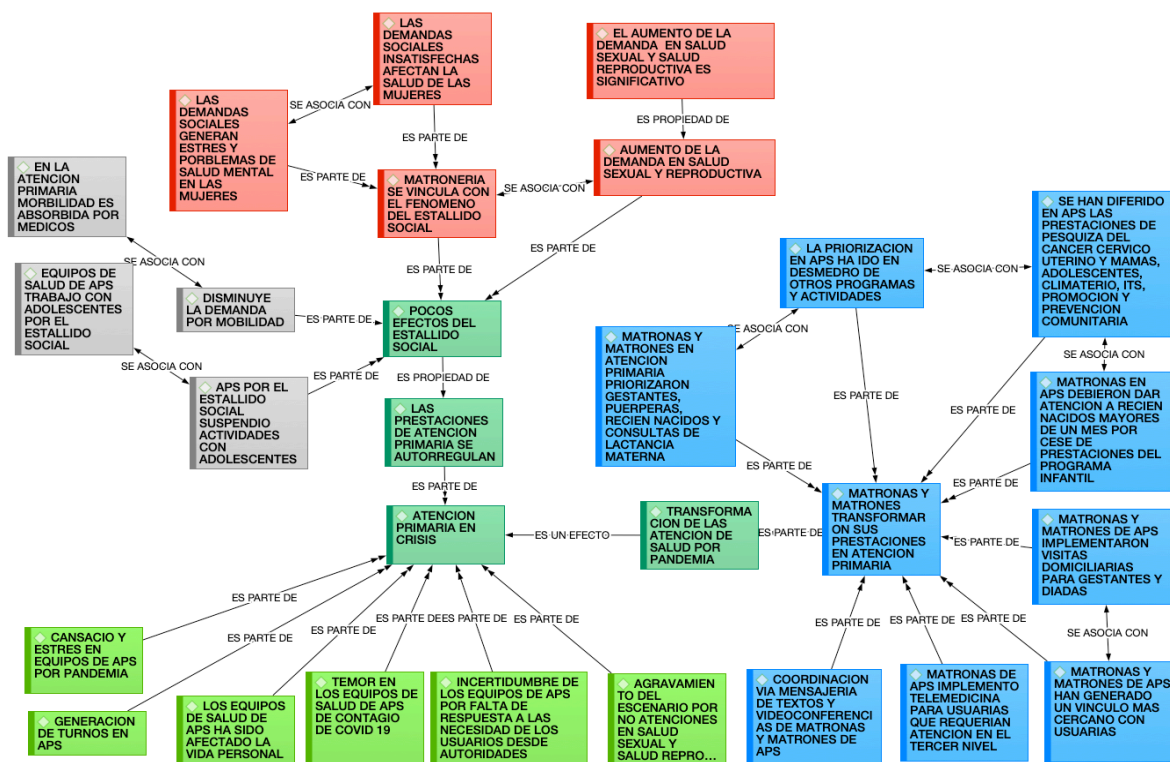 LAS
DEMANDAS
SOCIALES
INSATISFECHAS
AFECTAN LA
SALUD DE LAS
MUJERES
EL AUMENTO DE LA
DEMANDA EN SALUD
SEXUAL Y SALUD
REPRODUCTIVA ES
SIGNIFICATIVO
SE ASOCIA CON
LAS
DEMANDAS
SOCIALES
GENERAN
ESTRES Y
PORBLEMAS DE
SALUD MENTAL
EN LAS
MUJERES
ES PARTE DE
ES PROPIEDAD DE
AUMENTO DE LA
DEMANDA EN SALUD
SEXUAL Y REPRODUCTIVA
EN LA
ATENCION
PRIMARIA
MORBILIDAD ES
ABSORBIDA POR
MEDICOS
ES PARTE DE
MATRONERIA
SE VINCULA CON
EL FENOMENO
DEL ESTALLIDO
SOCIAL
SE ASOCIA CON
SE HAN DIFERIDO
EN APS LAS
PRESTACIONES DE
PESQUIZA DEL
CANCER CERVICO
UTERINO Y MAMAS,
ADOLESCENTES,
CLIMATERIO, ITS,
PROMOCION Y
PREVENCION
COMUNITARIA
LA PRIORIZACION
EN APS HA IDO EN
DESMEDRO DE
OTROS PROGRAMAS
Y ACTIVIDADES
SE ASOCIA CON
SE ASOCIA CON
ES PARTE DE
ES PARTE DE
EQUIPOS DE
SALUD DE APS
TRABAJO CON
ADOLESCENTES
POR EL
ESTALLIDO
SOCIAL
DISMINUYE
LA DEMANDA
POR MOBILIDAD
ES PARTE DE
POCOS
EFECTOS DEL
ESTALLIDO
SOCIAL
MATRONAS Y
MATRONES EN
ATENCION
PRIMARIA
PRIORIZARON
GESTANTES,
PUERPERAS,
RECIEN NACIDOS Y
CONSULTAS DE
LACTANCIA
MATERNA
SE ASOCIA CON
SE ASOCIA CON
SE ASOCIA CON
ES PARTE DE
ES PROPIEDAD DE
APS POR EL
ESTALLIDO
SOCIAL
SUSPENDIO
ACTIVIDADES
CON
ADOLESCENTES
LAS
PRESTACIONES
DE ATENCION
PRIMARIA SE
AUTORREGULAN
ES PARTE DE
ES PARTE DE
MATRONAS EN
APS DEBIERON DAR
ATENCION A RECIEN
NACIDOS MAYORES
DE UN MES POR
CESE DE
PRESTACIONES DEL
PROGRAMA
INFANTIL
ES PARTE DE
ES PARTE DE
ES PARTE DE
ATENCION
PRIMARIA EN
CRISIS
ES UN EFECTO
TRANSFORMA
CION DE LAS
ATENCION DE
SALUD POR
PANDEMIA
ES PARTE DE
MATRONAS Y
MATRONES
TRANSFORMAR
ON SUS
PRESTACIONES
EN ATENCION
PRIMARIA
ES PARTE DE
MATRONAS Y
MATRONES DE APS
IMPLEMENTARON
VISITAS
DOMICILIARIAS
PARA GESTANTES Y
DIADAS
ES PARTE DE
ES PARTE DE
ES PARTE DE
ES PARTE DE
ES PARTE DE
ES PARTE DE
ES PARTE DE
ES PARTE DE
ES PARTE DE
SE ASOCIA CON
CANSACIO Y
ESTRES EN
EQUIPOS DE APS
POR PANDEMIA
GENERACION
DE TURNOS EN
APS
LOS EQUIPOS
DE SALUD DE
APS HA SIDO
AFECTADO LA
VIDA PERSONAL
TEMOR EN
LOS EQUIPOS DE
SALUD DE APS
DE CONTAGIO
DE COVID 19
INCERTIDUMBRE DE
LOS EQUIPOS DE APS
POR FALTA DE
RESPUESTA A LAS
NECESIDAD DE LOS
USUARIOS DESDE
AUTORIDADES
AGRAVAMIE
NTO DEL
ESCENARIO POR
NO ATENCIONES
EN SALUD
SEXUAL Y
SALUD REPRO...
COORDINACION
VIA MENSAJERIA
DE TEXTOS Y
VIDEOCONFERENC
IAS DE MATRONAS
Y MATRONES DE
APS
MATRONAS DE
APS IMPLEMENTO
TELEMEDICINA
PARA USUARIAS
QUE REQUERIAN
ATENCION EN EL
TERCER NIVEL
MATRONAS Y
MATRONES DE APS
HAN GENERADO
UN VINCULO MAS
CERCANO CON
USUARIAS